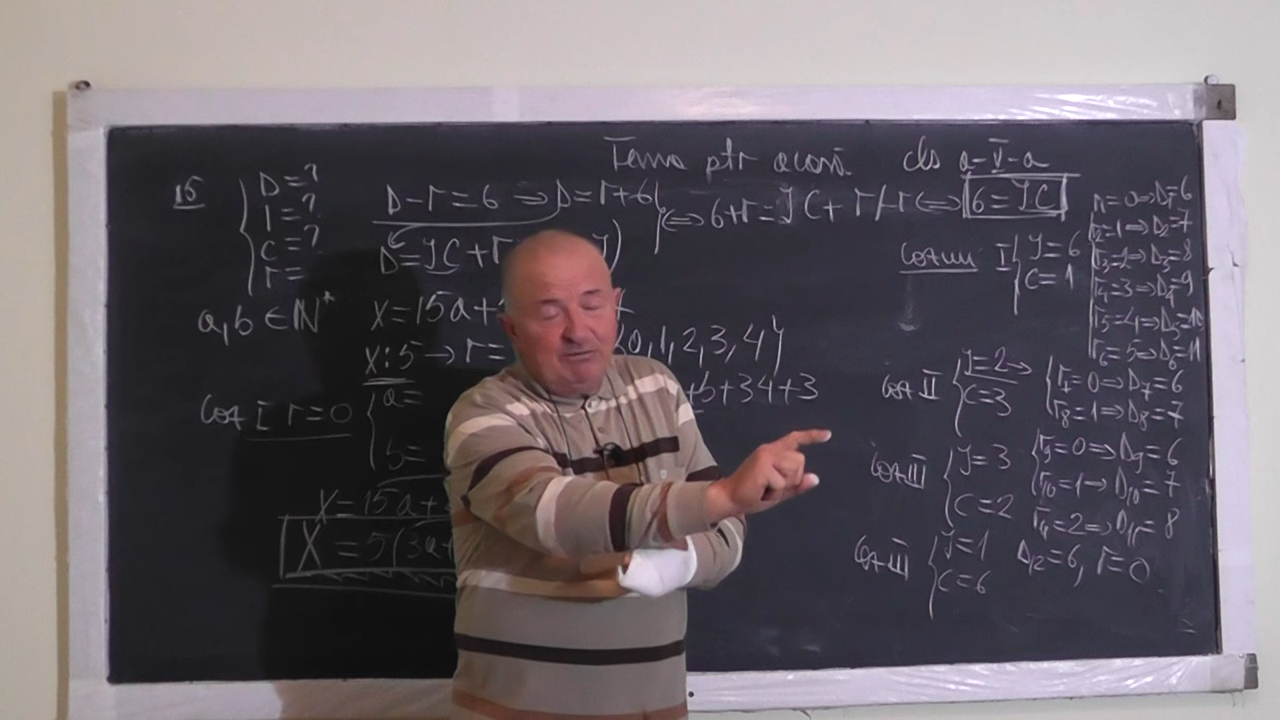 Tema ptr acasă cls a-V-a
15
D=?
Î=?
C=?
r=
D-r=6 ⇒ D=r+6
⇔ 6+r=ÎC+r/-r ⇔ 6=ÎC
D=ÎC+r
a,b ∈ ℕ*
X=15a+
X:5 → r=
0,1,2,3,4}
+b+34+3
Caz I r=0
a=
b=
X=15a+
X=5(3a+
I
Î=6
C=1
r1=0⇒D1=6
r2=1⇒D2=7
r3=2⇒D3=8
r4=3⇒D4=9
r5=4⇒D5=10
r6=5⇒D6=11
Caz II
Î=2
C=3
r7=0⇒D7=6
r8=1⇒D8=7
Caz III
Î=3
C=2
r9=0⇒D9=6
r10=1⇒D10=7
r11=2⇒D11=8
Caz III
Î=1
C=6
D12=6, r=0